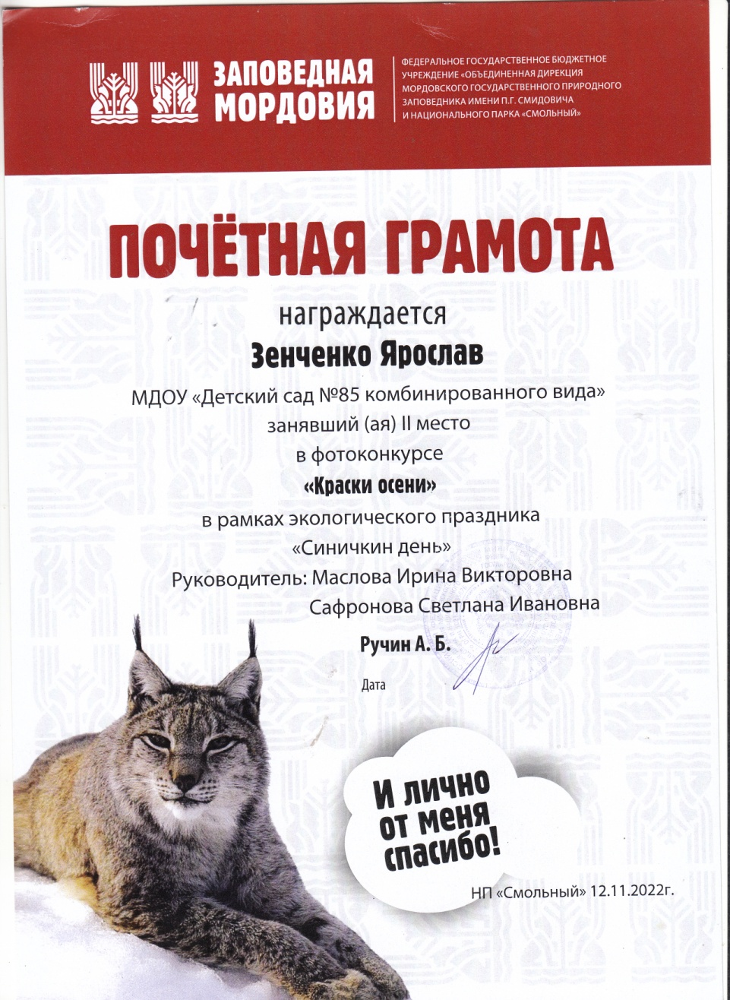 ЗАПОВЕДНАЯ
МОРДОВИЯ
ФЕДЕРАЛЬНОЕ ГОСУДАРСТВЕННОЕ БЮДЖЕТНОЕ
УЧРЕЖДЕНИЕ «ОБЪЕДИНЕННАЯ ДИРЕКЦИЯ
МОРДОВСКОГО ГОСУДАРСТВЕННОГО ПРИРОДНОГО
ЗАПОВЕДНИКА ИМЕНИ П.Г. СМИДОВИЧА
И НАЦИОНАЛЬНОГО ПАРКА «СМОЛЬНЫЙ»
ПОЧЁТНАЯ ГРАМОТА
награждается
Зенченко Ярослав
МДОУ «Детский сад №85 комбинированного вида»
занявший (ая) II место
в фотоконкурсе
«Краски осени»
в рамках экологического праздника
«Синичкин день»
Руководитель: Маслова Ирина Викторовна
Сафронова Светлана Ивановна
Ручин А. Б.
Дата
И лично
от меня
спасибо!
НП «Смольный» 12.11.2022г.